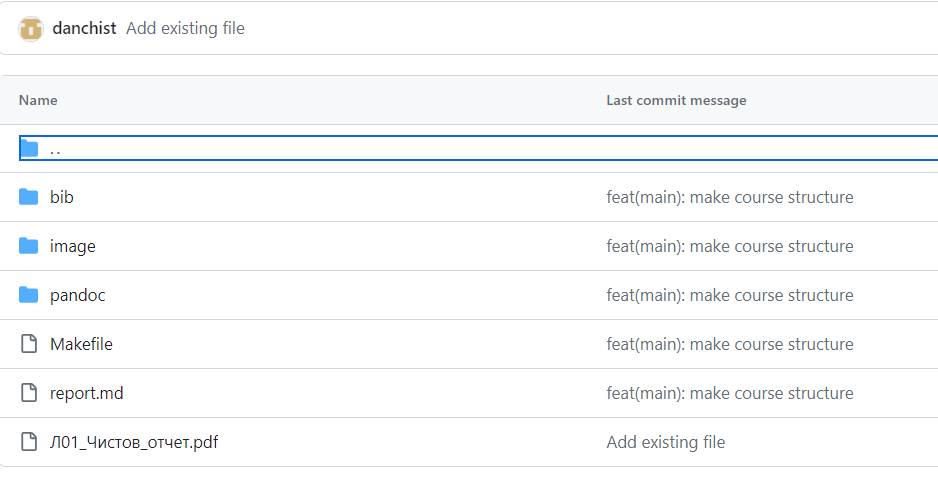 danchist Add existing file
Name Last commit message
..
bib feat(main): make course structure
image feat(main): make course structure
pandoc feat(main): make course structure
Makefile feat(main): make course structure
report.md feat(main): make course structure
Л01_Чистов_отчет.pdf Add existing file